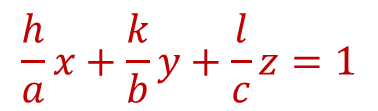 h/a x + k/b y + l/c z = 1